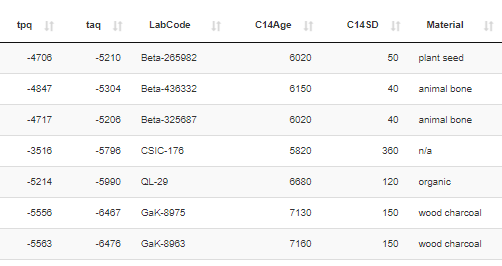 tpq taq LabCode C14Age C14SD Material
-4706 -5210 Beta-265982 6020 50 plant seed
-4847 -5304 Beta-436332 6150 40 animal bone
-4717 -5206 Beta-325687 6020 40 animal bone
-3516 -5796 CSIC-176 5820 360 n/a
-5214 -5990 QL-29 6680 120 organic
-5556 -6467 GaK-8975 7130 150 wood charcoal
-5563 -6476 GaK-8963 7160 150 wood charcoal